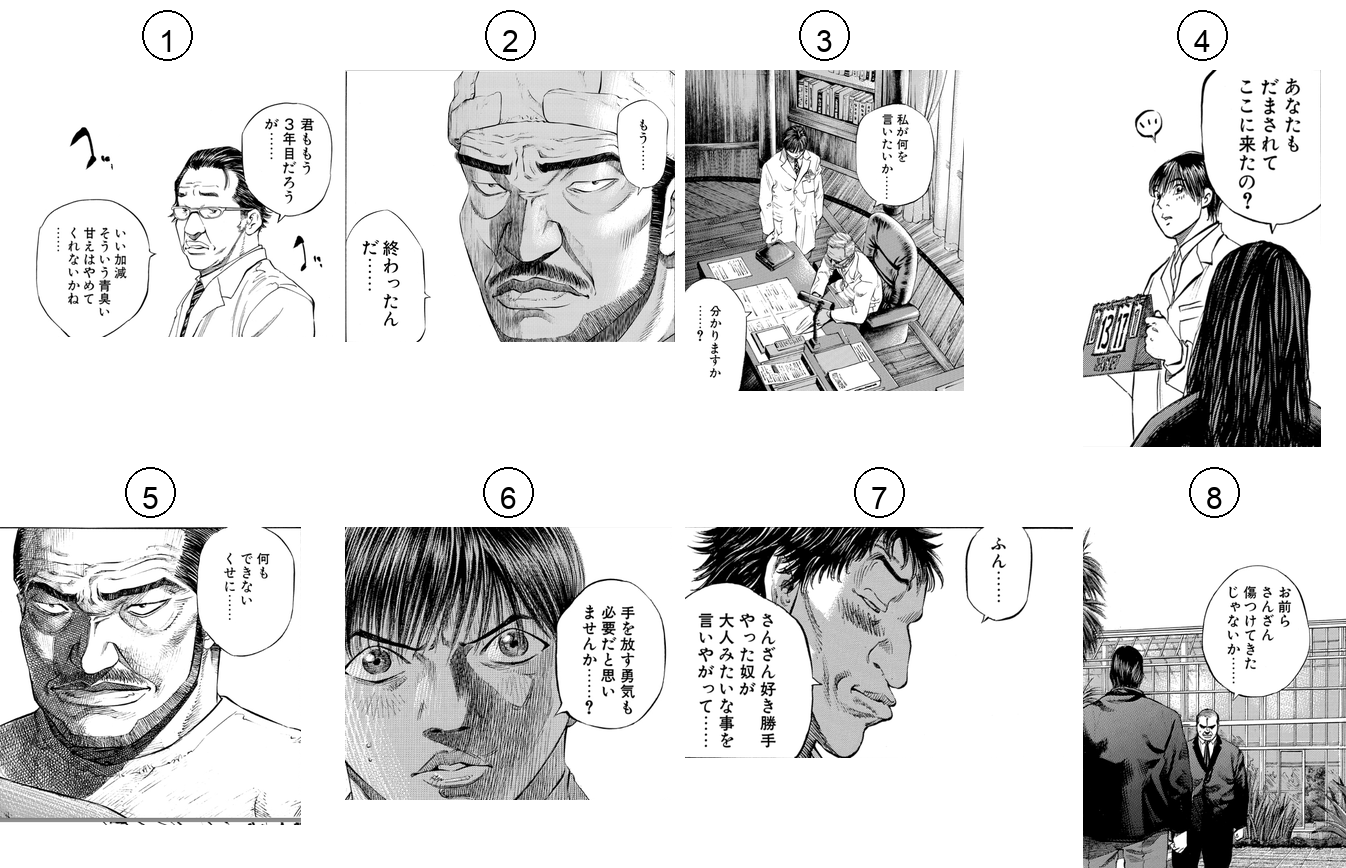 1
君ももう
3年目だろう
が……
いい加減
そういう青臭い
甘えはやめて
くれないかね
……
2
もう……
終わったん
だ……
3
私が何を
言いたいか……
分かりますか
……?
4
あなたも
だまされて
ここに来たの?
13
17
5
何も
できない
くせに……
6
手を放す勇気も
必要だと思い
ませんか……?
7
ふん……
さんざん好き勝手
やった奴が
大人みたいな事を
言いやがって……
8
お前ら
さんざん
傷つけてきた
じゃないか……